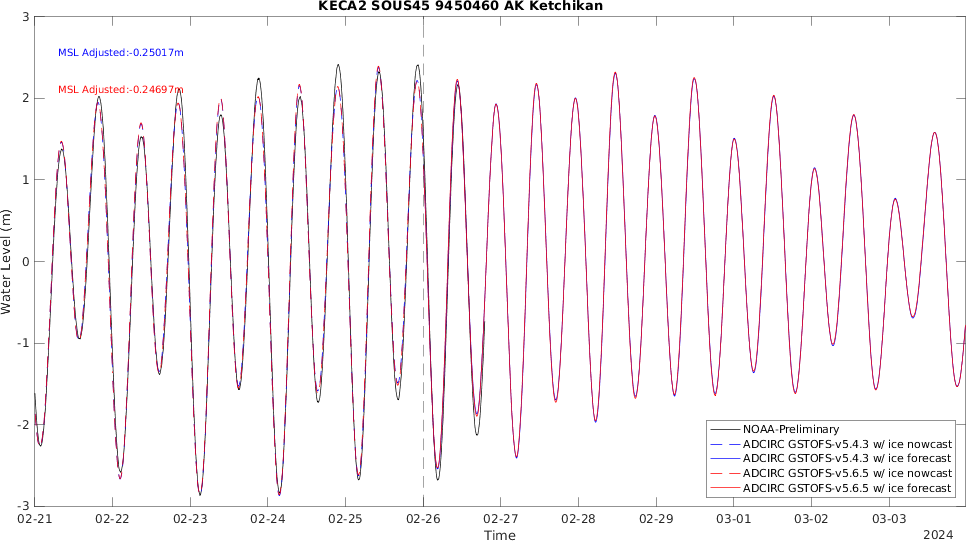 KECA2 SOUS45 9450460 AK Ketchikan
MSL Adjusted:-0.25017m
MSL Adjusted:-0.24697m
3
2
1
0
-1
-2
-3
Water Level (m)
NOAA-Preliminary
ADCIRC GSTOFS-v5.4.3 w/ ice nowcast
ADCIRC GSTOFS-v5.4.3 w/ ice forecast
ADCIRC GSTOFS-v5.6.5 w/ ice nowcast
ADCIRC GSTOFS-v5.6.5 w/ ice forecast
02-21 02-22 02-23 02-24 02-25 02-26 02-27 02-28 02-29 03-01 03-02 03-03
Time
2024